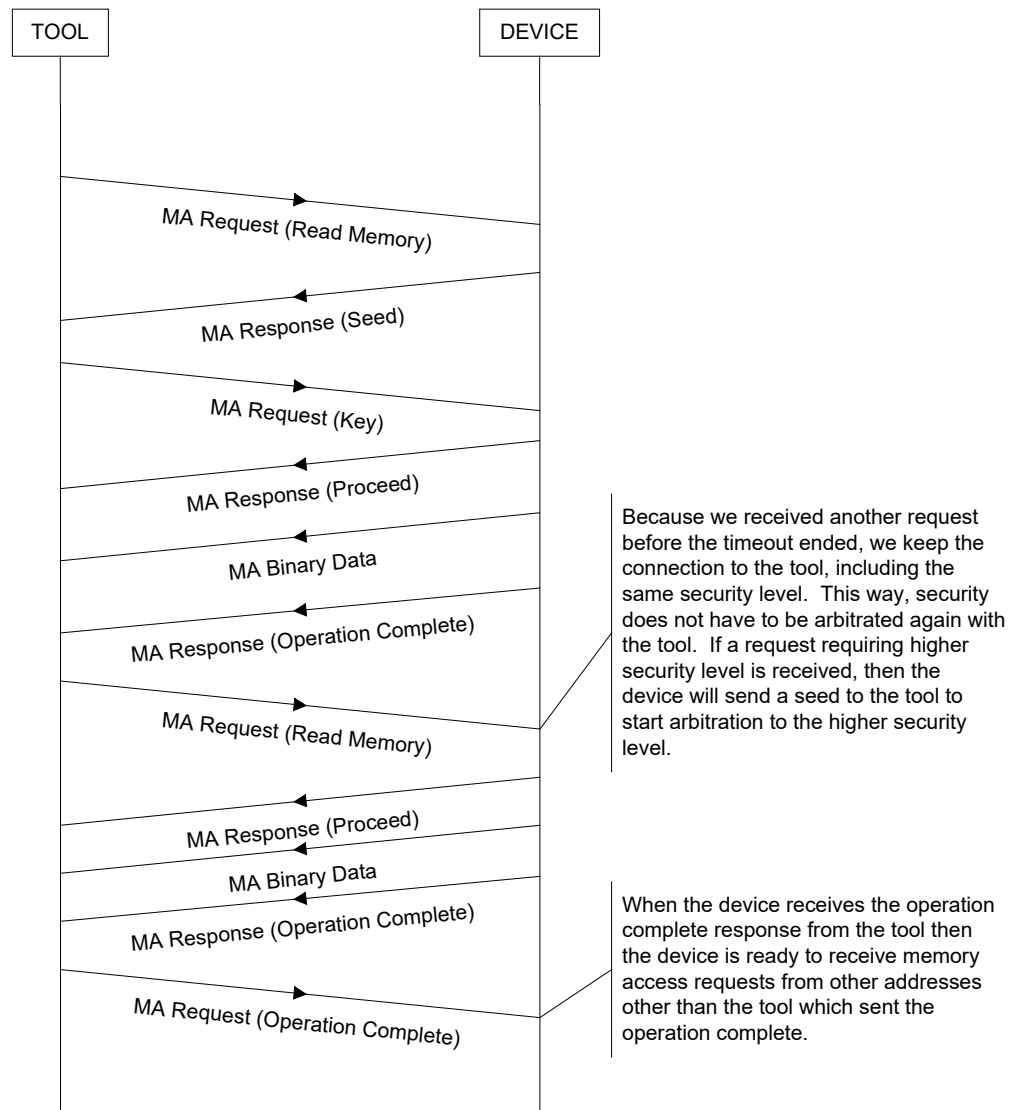 TOOL
DEVICE
MA Request (Read Memory)
MA Response (Seed)
MA Request (Key)
MA Response (Proceed)
MA Binary Data
MA Response (Operation Complete)
MA Request (Read Memory)
Because we received another request
before the timeout ended, we keep the
connection to the tool, including the
same security level.  This way, security
does not have to be arbitrated again with
the tool.  If a request requiring higher
security level is received, then the
device will send a seed to the tool to
start arbitration to the higher security
level.
MA Response (Proceed)
MA Binary Data
MA Response (Operation Complete)
MA Request (Operation Complete)
When the device receives the operation
complete response from the tool then
the device is ready to receive memory
access requests from other addresses
other than the tool which sent the
operation complete.